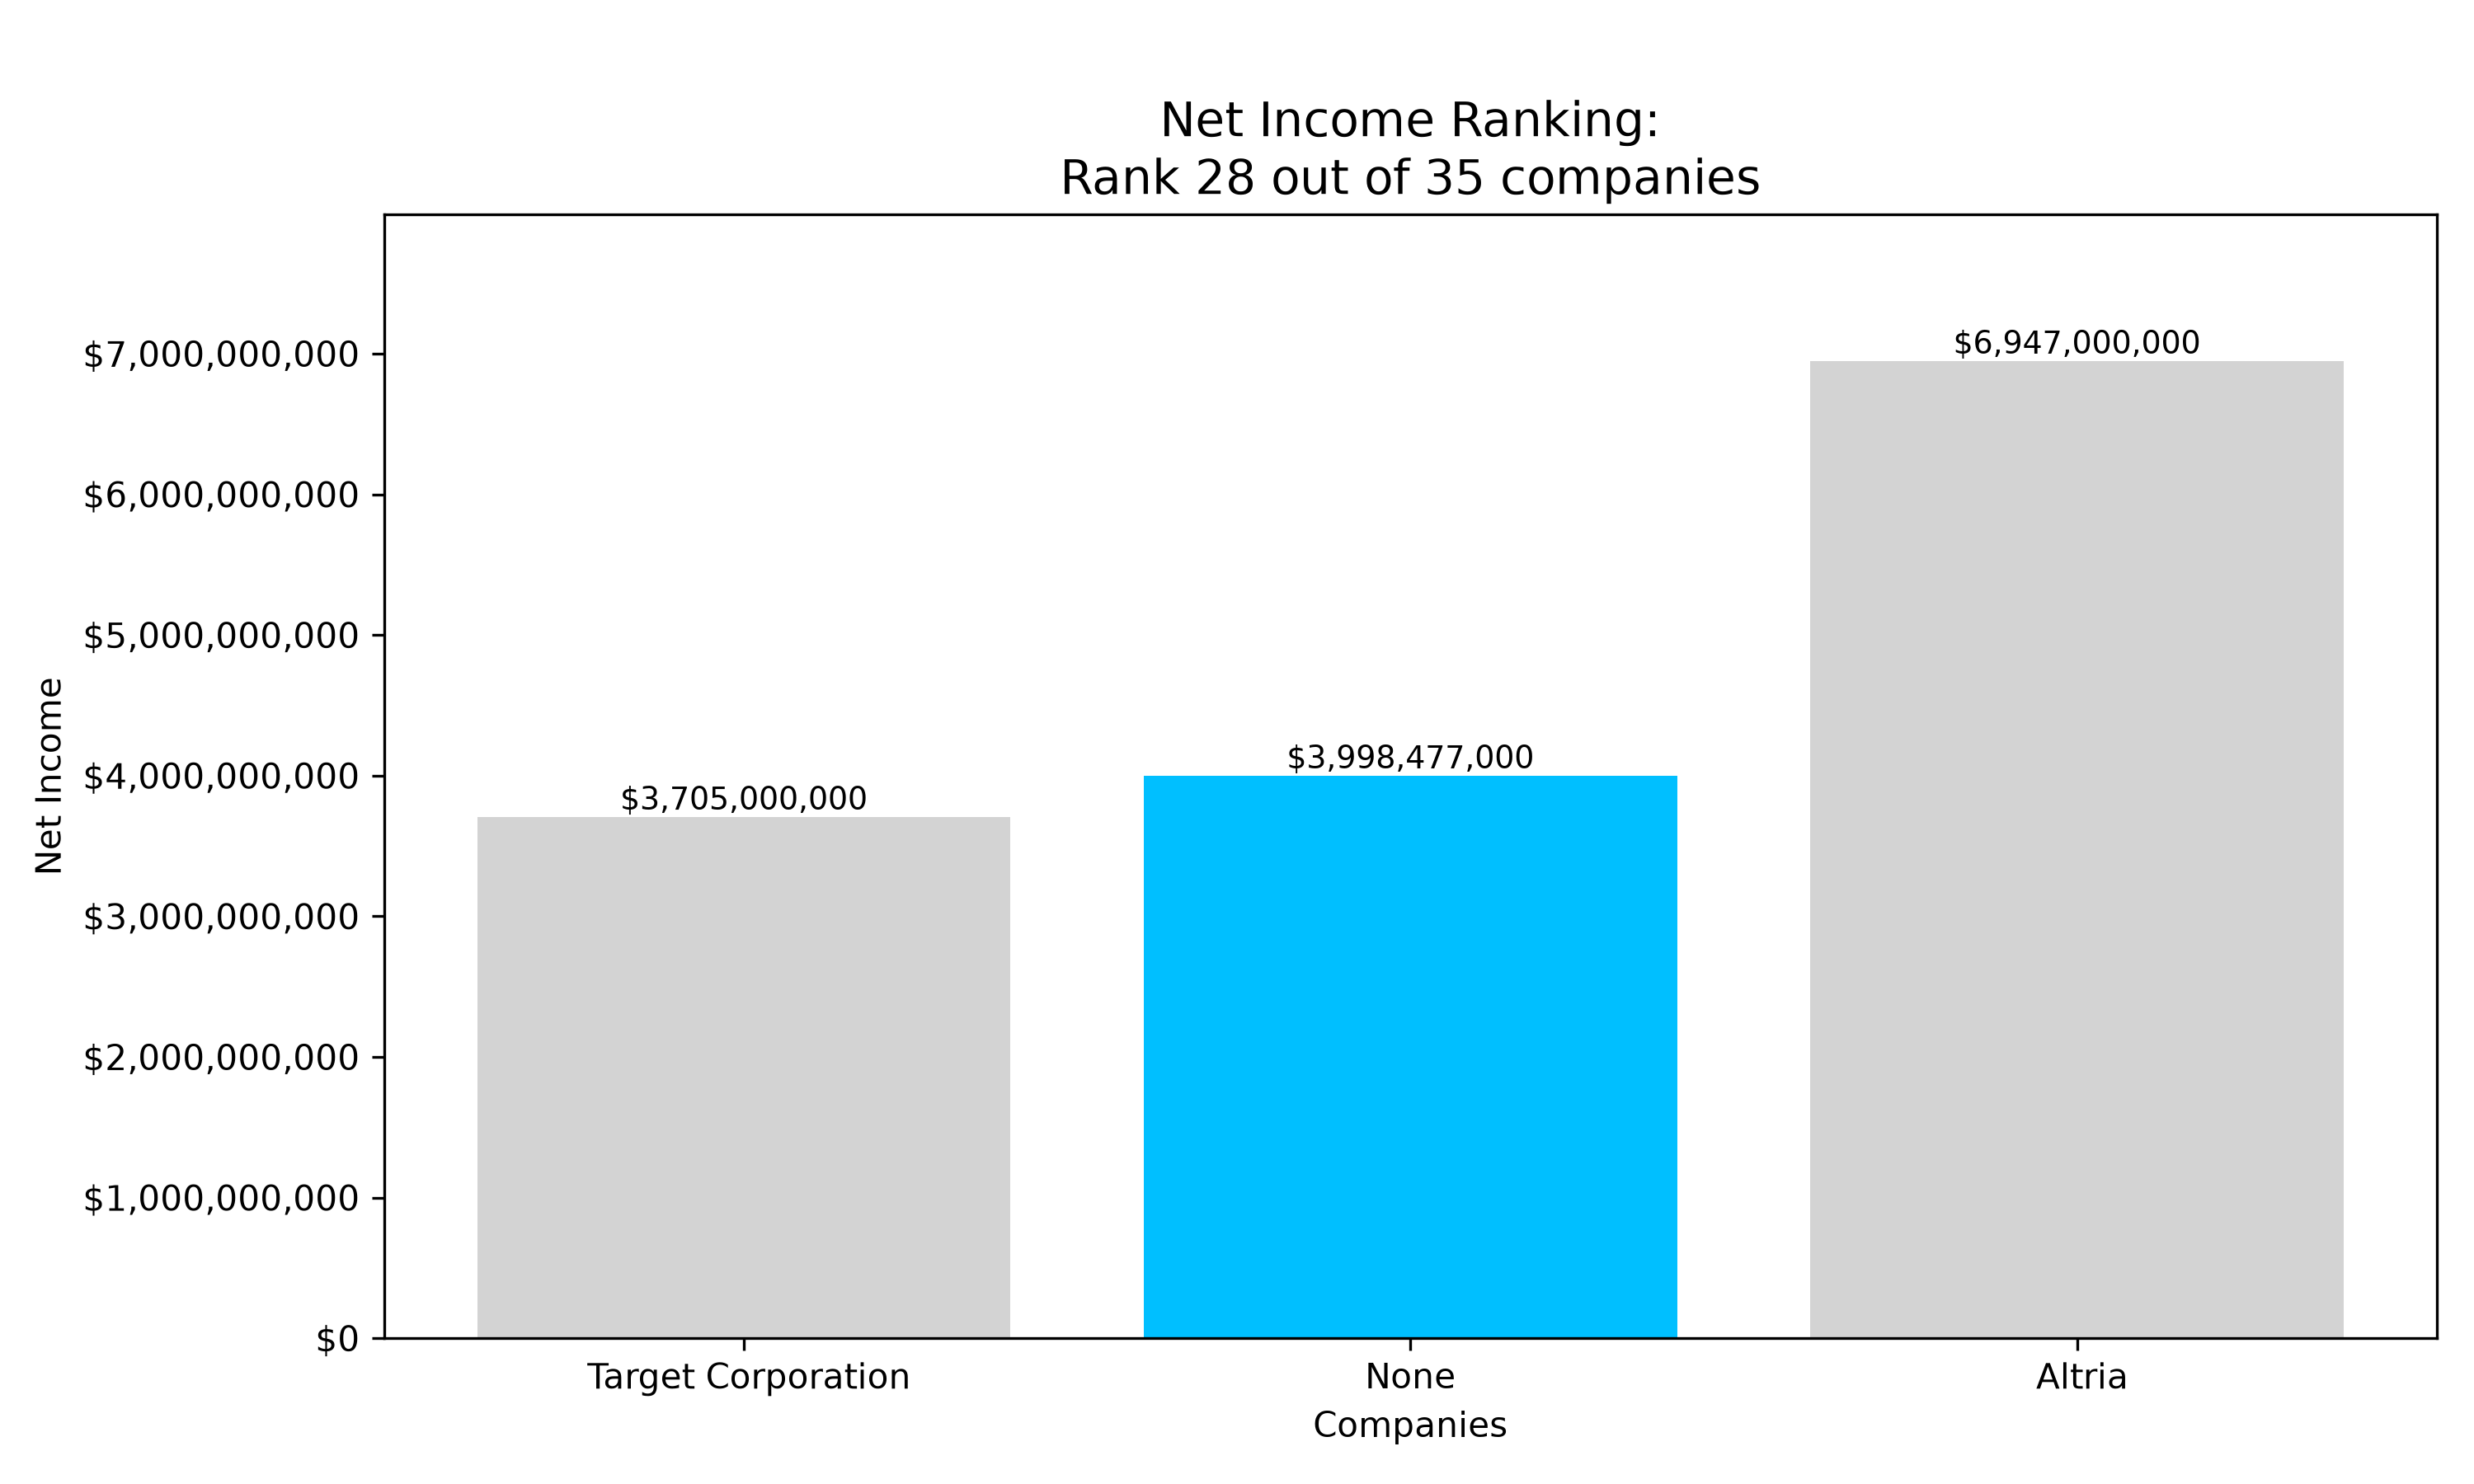 Net Income Ranking:
Rank 28 out of 35 companies
Net Income
$7,000,000,000
$6,000,000,000
$5,000,000,000
$4,000,000,000
$3,000,000,000
$2,000,000,000
$1,000,000,000
$0
$3,705,000,000
$3,998,477,000
$6,947,000,000
Target Corporation
None
Altria
Companies